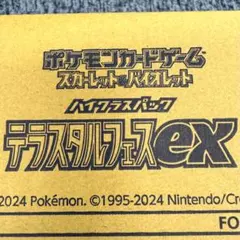 ポケモンカードゲーム
スカーレット&バイオレット
ハイクラスパック
テラスタルフェスex
2024 Pokémon. ©1995-2024 Nintendo/Cr
FO